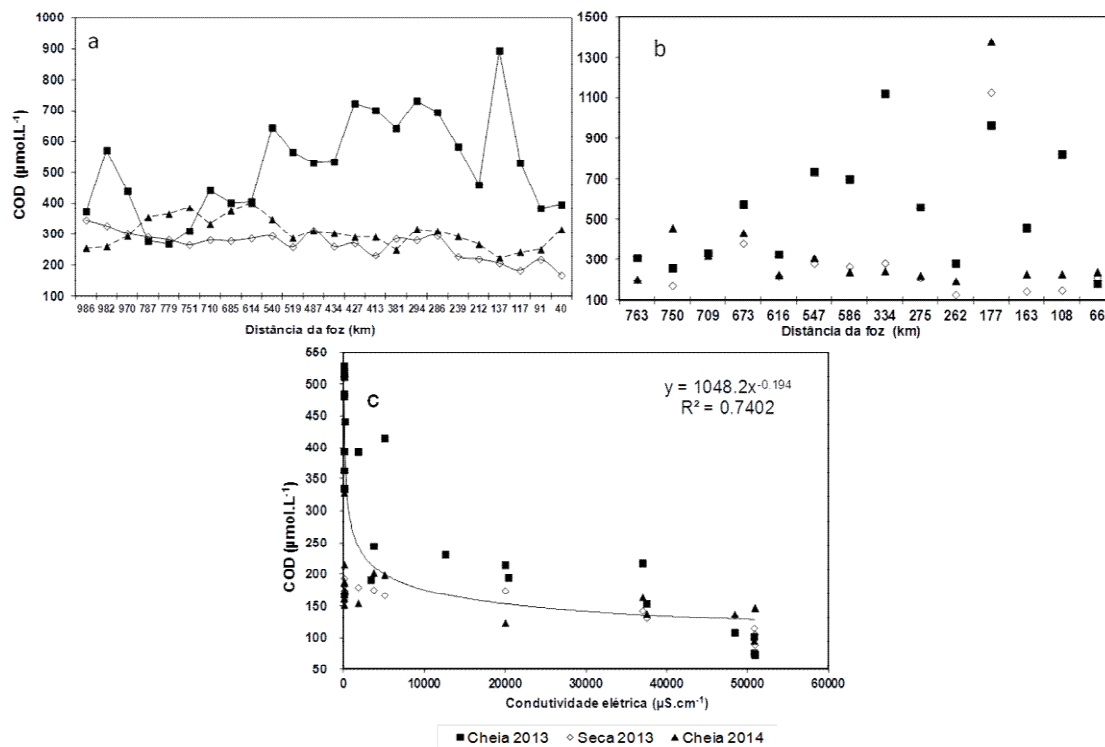 a
COD (µmol.L⁻¹)
1000
900
800
700
600
500
400
300
200
100
986 982 970 787 779 751 710 685 614 540 519 487 434 427 413 381 294 286 239 212 137 117 91 40
Distância da foz (km)
b
1500
1300
1100
900
700
500
300
100
763 750 709 673 616 547 586 334 275 262 177 163 108 66
Distância da foz (km)
c
y = 1048.2x⁻⁰·¹⁹⁴
R² = 0.7402
COD (µmol.L⁻¹)
550
500
450
400
350
300
250
200
150
100
50
0 10000 20000 30000 40000 50000 60000
Condutividade elétrica (µS.cm⁻¹)
Cheia 2013 Seca 2013 Cheia 2014